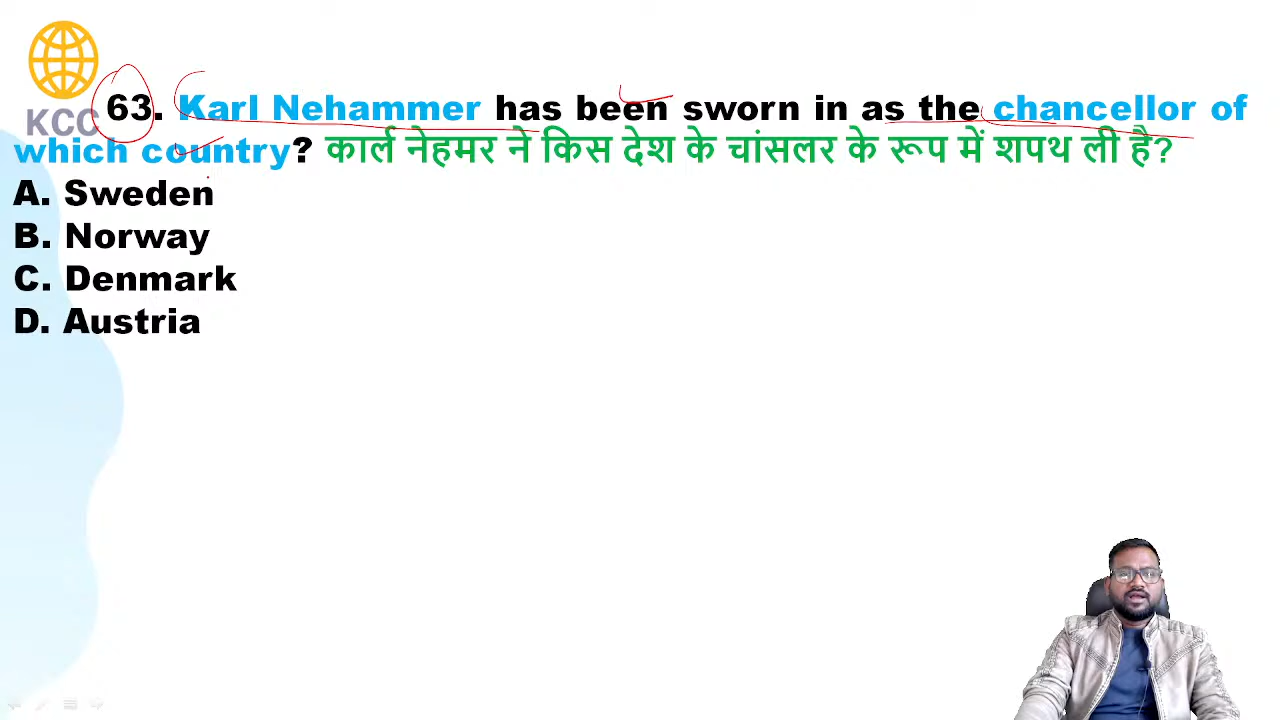 KCC
63. Karl Nehammer has been sworn in as the chancellor of
which country? कार्ल नेहमर ने किस देश के चांसलर के रूप में शपथ ली है?
A. Sweden
B. Norway
C. Denmark
D. Austria